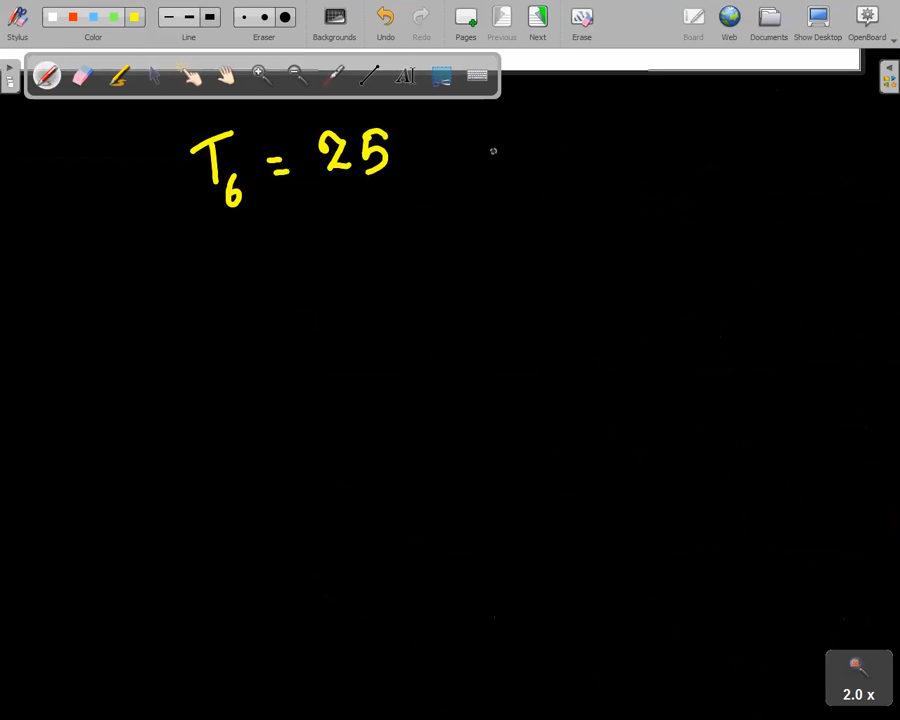 Stylus Color Line Eraser Backgrounds Undo Redo Pages Previous Next Erase Board Web Documents Show Desktop OpenBoard
T₆ = 25
2.0 x